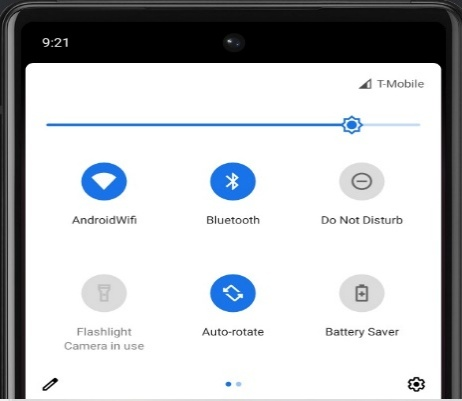 9:21
T-Mobile
AndroidWifi
Bluetooth
Do Not Disturb
Flashlight
Camera in use
Auto-rotate
Battery Saver